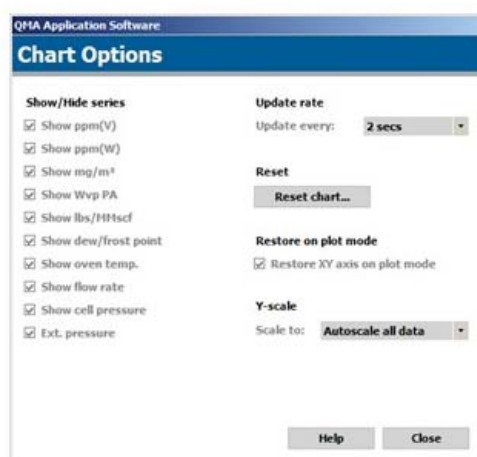 QMA Application Software
Chart Options
Show/Hide series
Show ppm(V)
Show ppm(W)
Show mg/m³
Show Wvp PA
Show lbs/MMscf
Show dew/frost point
Show oven temp.
Show flow rate
Show cell pressure
Ext. pressure
Update rate
Update every: 2 secs
Reset
Reset chart...
Restore on plot mode
Restore XY axis on plot mode
Y-scale
Scale to: Autoscale all data
Help Close